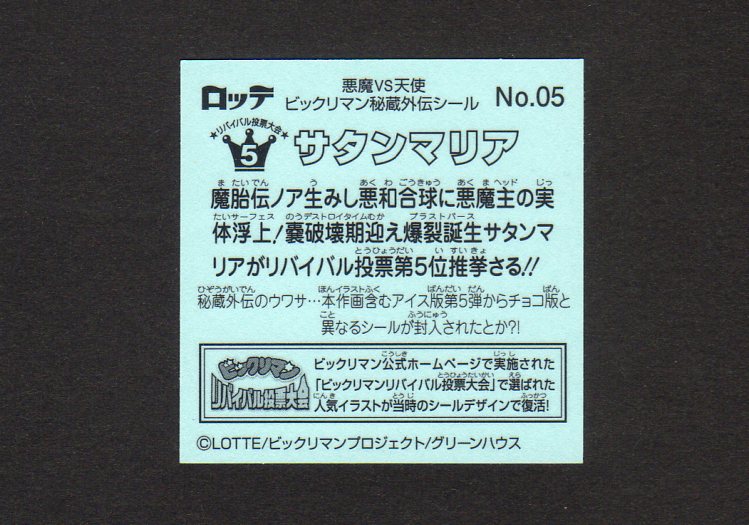 ロッテ 悪魔VS天使 No.05
ビックリマン秘蔵外伝シール
★リバイバル投票大会★
5 サタンマリア
魔胎伝ノア生みし悪和合球に悪魔主の実
体浮上!嚢破壊期迎え爆裂誕生サタンマ
リアがリバイバル投票第5位推挙さる!!
秘蔵外伝のウワサ…本作画含むアイス版第5弾からチョコ版と
異なるシールが封入されたとか?!
ビックリマン
リバイバル投票大会
ビックリマン公式ホームページで実施された
「ビックリマンリバイバル投票大会」で選ばれた
人気イラストが当時のシールデザインで復活!
©LOTTE/ビックリマンプロジェクト/グリーンハウス